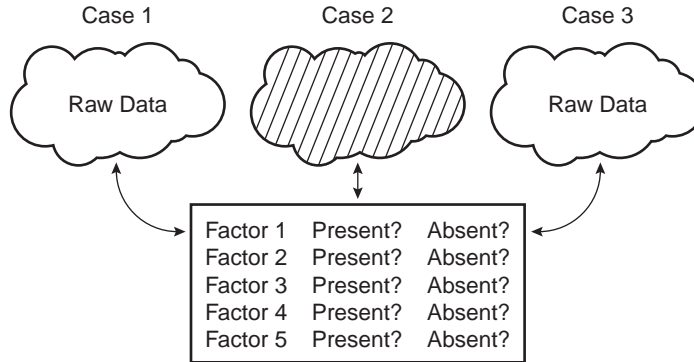 Case 1 Case 2 Case 3
Raw Data Raw Data
Factor 1 Present? Absent?
Factor 2 Present? Absent?
Factor 3 Present? Absent?
Factor 4 Present? Absent?
Factor 5 Present? Absent?